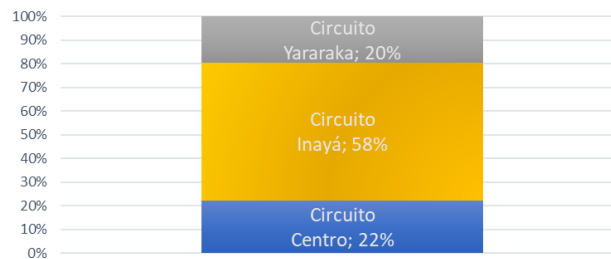 100%
90%
80%
70%
60%
50%
40%
30%
20%
10%
0%
Circuito
Yararaka; 20%
Circuito
Inayá; 58%
Circuito
Centro; 22%